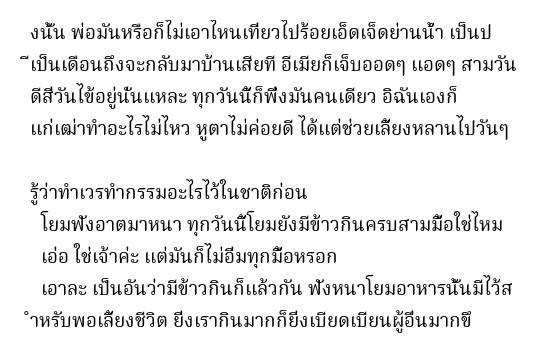 งนั้น พ่อมันหรือก็ไม่เอาไหนเที่ยวไปร้อยเอ็ดเจ็ดย่านน้ำ เป็นป
ีเป็นเดือนถึงจะกลับมาบ้านเสียที อีเมียก็เจ็บออดๆ แอดๆ สามวัน
ดีสี่วันไข้อยู่นั่นแหละ ทุกวันนี้ก็พึ่งมันคนเดียว อิฉันเองก็
แก่เฒ่าทำอะไรไม่ไหว หูตาไม่ค่อยดี ได้แต่ช่วยเลี้ยงหลานไปวันๆ
รู้ว่าทำเวรทำกรรมอะไรไว้ในชาติก่อน
โยมฟังอาตมาหนา ทุกวันนี้โยมยังมีข้าวกินครบสามมื้อใช่ไหม
เอ่อ ใช่เจ้าค่ะ แต่มันก็ไม่อิ่มทุกมื้อหรอก
เอาละ เป็นอันว่ามีข้าวกินก็แล้วกัน ฟังหนาโยมอาหารนั้นมีไว้ส
ำหรับพอเลี้ยงชีวิต ยิ่งเรากินมากก็ยิ่งเบียดเบียนผู้อื่นมากขึ